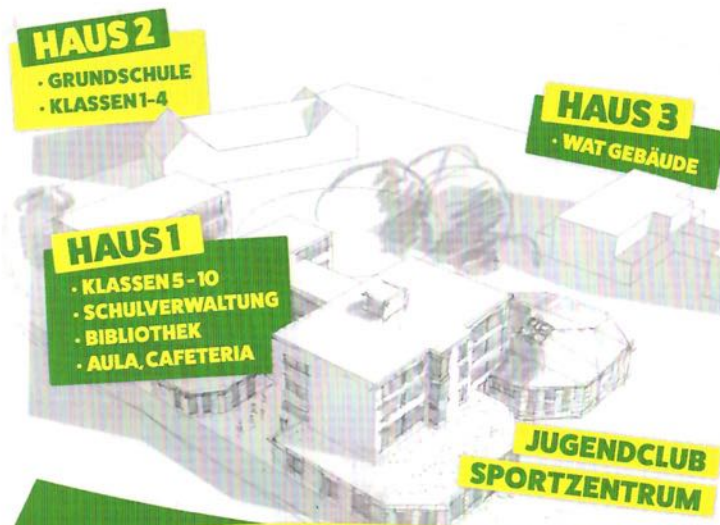 HAUS 2
· GRUNDSCHULE
· KLASSEN 1-4
HAUS 3
· WAT GEBÄUDE
HAUS 1
· KLASSEN 5-10
· SCHULVERWALTUNG
· BIBLIOTHEK
· AULA, CAFETERIA
JUGENDCLUB
SPORTZENTRUM